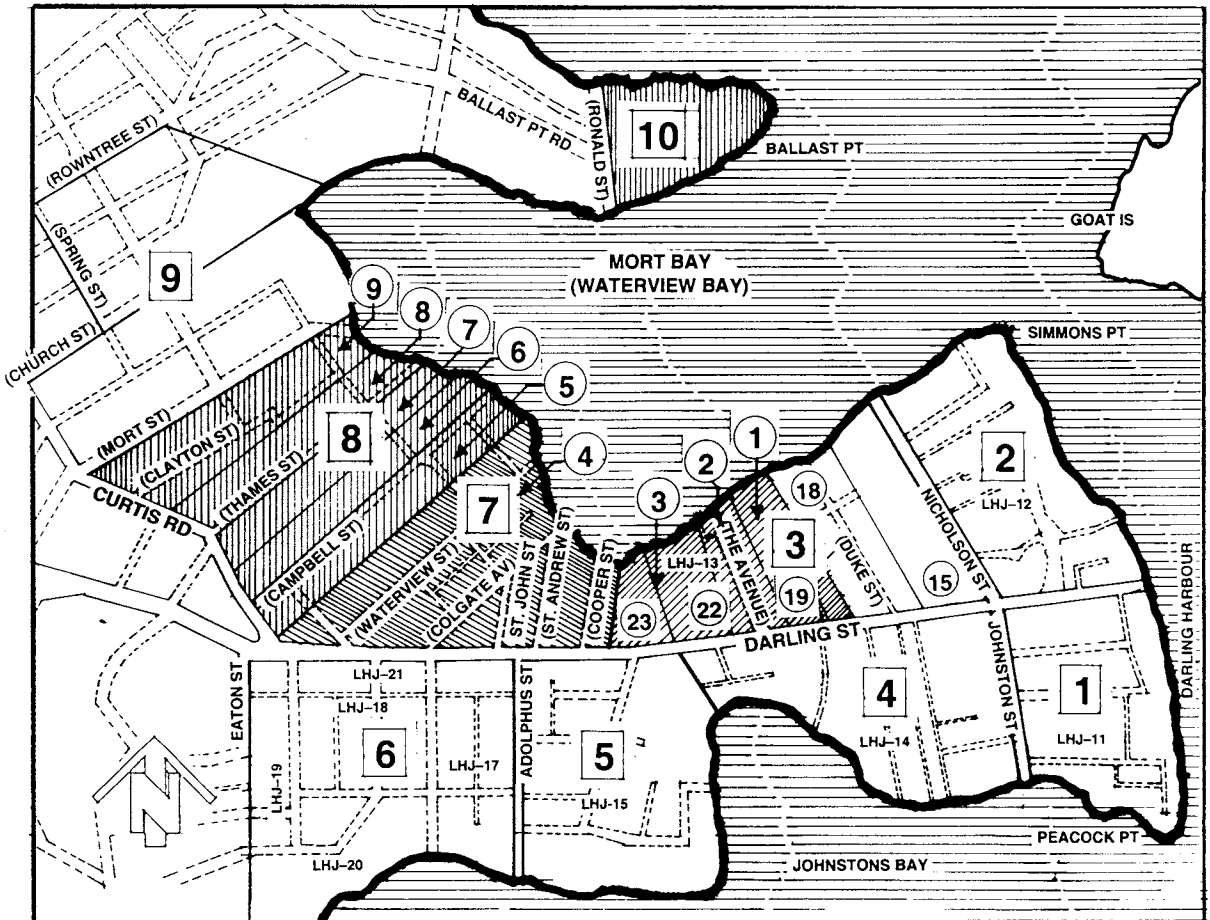 (RONALD ST)
10
BALLAST PT RD
BALLAST PT
(ROWNTREE ST)
GOAT IS
(SPRING ST)
9
MORT BAY
(WATERVIEW BAY)
9
8
7
6
5
(CHURCH ST)
SIMMONS PT
(MORT ST)
(CLAYTON ST)
8
(THAMES ST)
CURTIS RD
(CAMPBELL ST)
7
4
3
2
1
18
3
2
LHJ–12
NICHOLSON ST
(WATERVIEW ST)
(COLGATE AV)
ST. JOHN ST
(ST. ANDREW ST)
(COOPER ST)
LHJ–13
(THE AVENUE)
(DUKE ST)
15
23
22
19
DARLING ST
DARLING HARBOUR
EATON ST
LHJ–21
LHJ–18
6
LHJ–19
LHJ–17
LHJ–20
ADOLPHUS ST
5
LHJ-15
4
LHJ–14
JOHNSTON ST
1
LHJ–11
PEACOCK PT
JOHNSTONS BAY
N